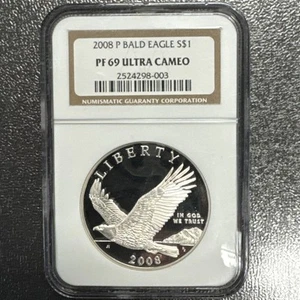 2008 P BALD EAGLE S$1
PF 69 ULTRA CAMEO
2524298-003
NUMISMATIC GUARANTY CORPORATION
LIBERTY
IN GOD
WE TRUST
2008